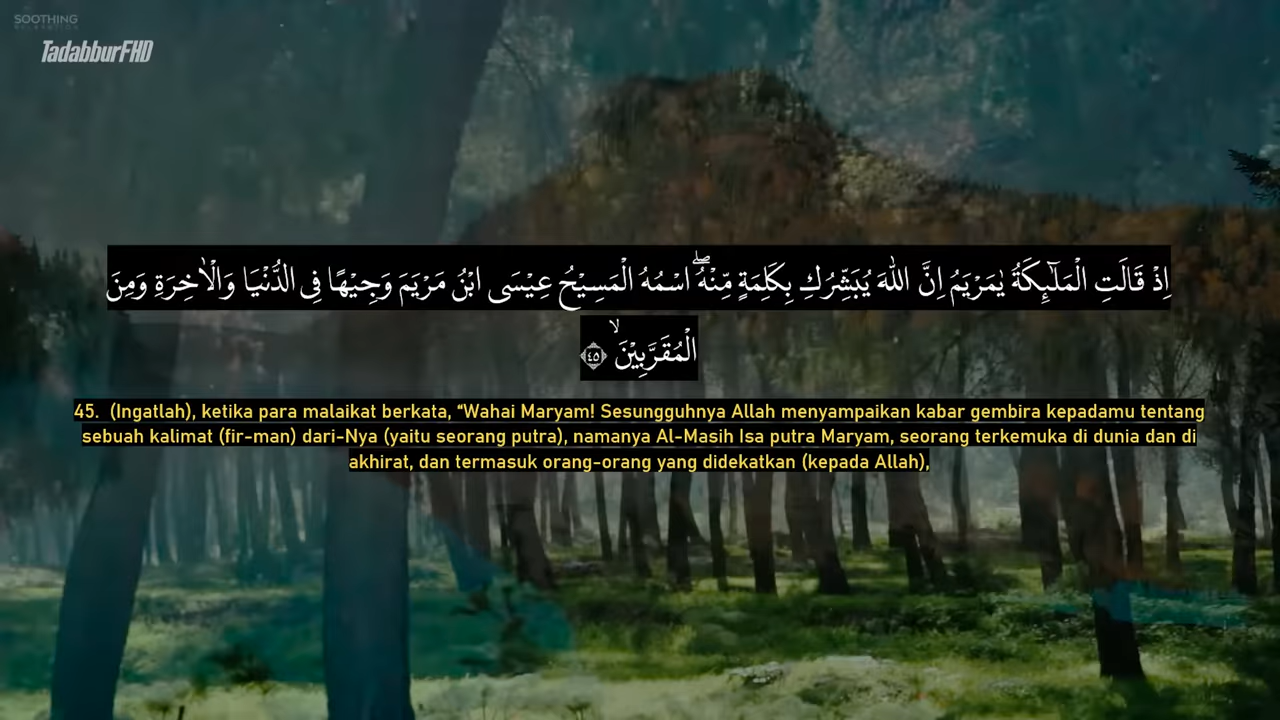 SOOTHING
RELAXATION
TadabburFHD
اِذْ قَالَتِ الْمَلٰۤىِٕكَةُ يٰمَرْيَمُ اِنَّ اللّٰهَ يُبَشِّرُكِ بِكَلِمَةٍ مِّنْهُۖ اسْمُهُ الْمَسِيْحُ عِيْسَى ابْنُ مَرْيَمَ وَجِيْهًا فِى الدُّنْيَا وَالْاٰخِرَةِ وَمِنَ
الْمُقَرَّبِيْنَۙ ٤٥
45. (Ingatlah), ketika para malaikat berkata, “Wahai Maryam! Sesungguhnya Allah menyampaikan kabar gembira kepadamu tentang
sebuah kalimat (fir-man) dari-Nya (yaitu seorang putra), namanya Al-Masih Isa putra Maryam, seorang terkemuka di dunia dan di
akhirat, dan termasuk orang-orang yang didekatkan (kepada Allah),